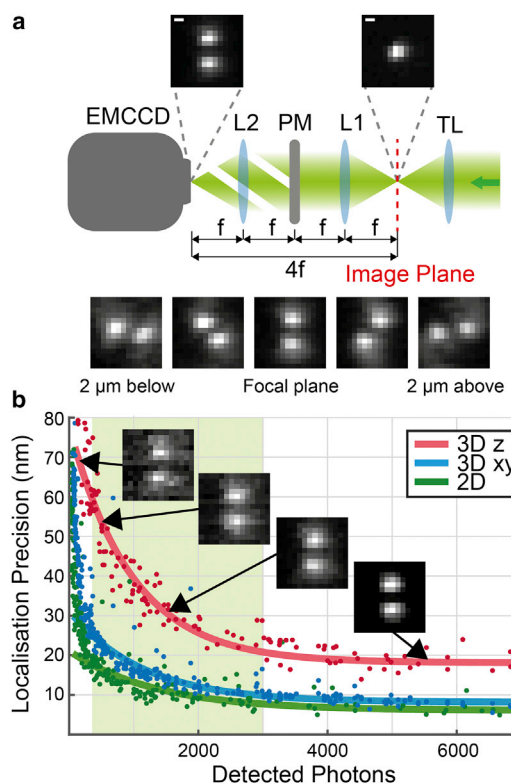 a
EMCCD
L2
PM
L1
TL
f
f
f
f
4f
Image Plane
2 μm below
Focal plane
2 μm above
b
Localisation Precision (nm)
80
70
60
50
40
30
20
10
3D z
3D xy
2D
2000
4000
6000
Detected Photons